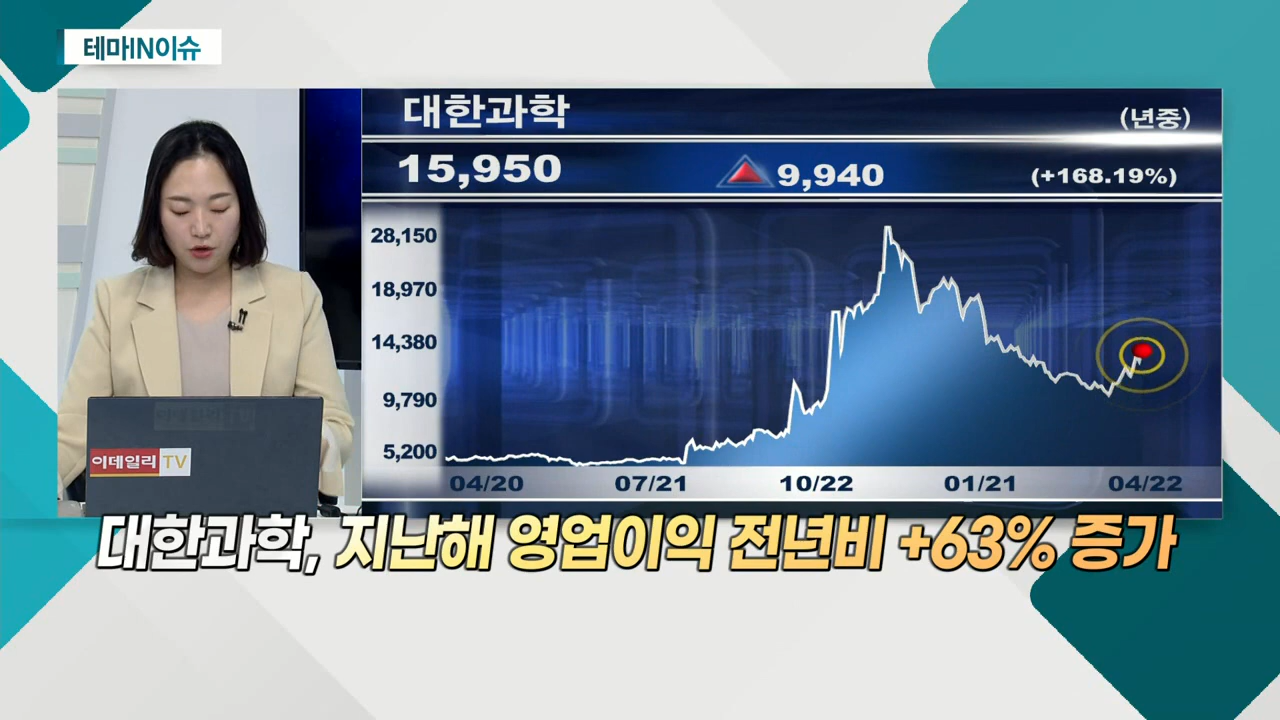 테마IN이슈
대한과학
(년중)
15,950 ▲ 9,940 (+168.19%)
28,150
18,970
14,380
9,790
5,200
04/20 07/21 10/22 01/21 04/22
이데일리 TV
대한과학, 지난해 영업이익 전년비 +63% 증가